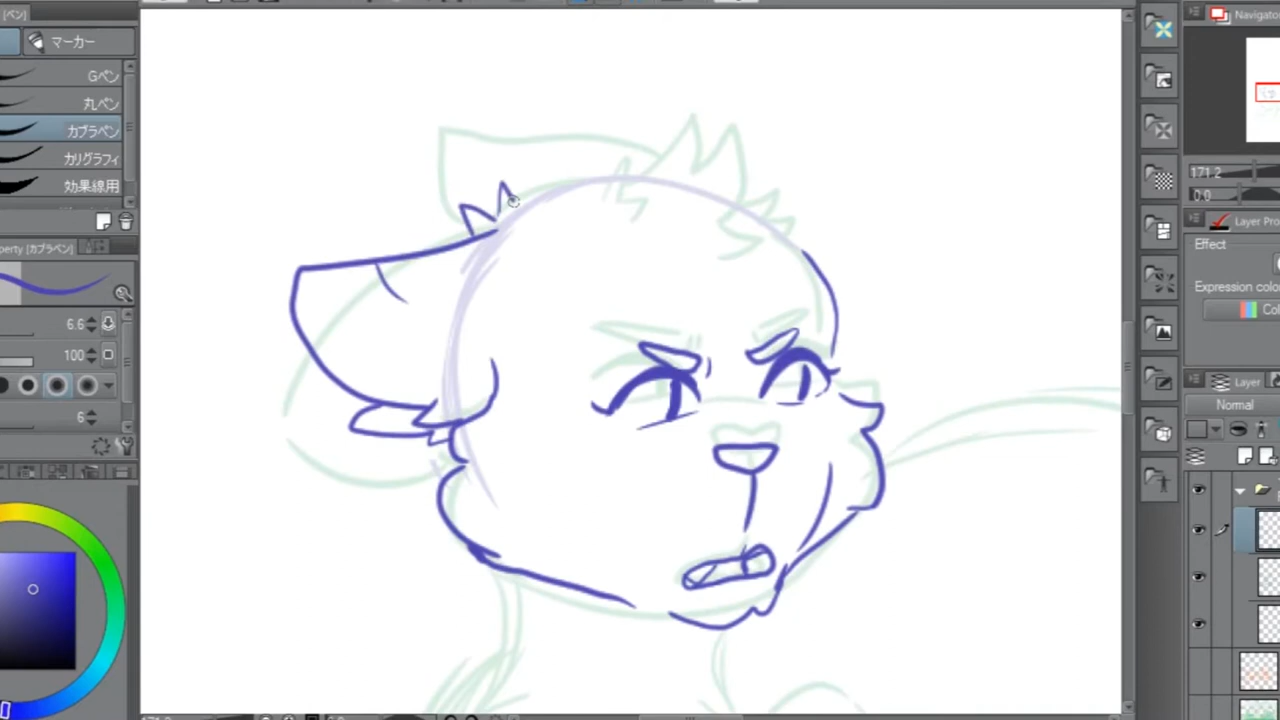 [ペン]
マーカー
Gペン
丸ペン
カブラペン
カリグラフィ
効果線用
perty [カブラペン]
6.6
100
6
Navigator
171.2
0.0
Layer Pro
Effect
Expression color
Col
Layer
Normal